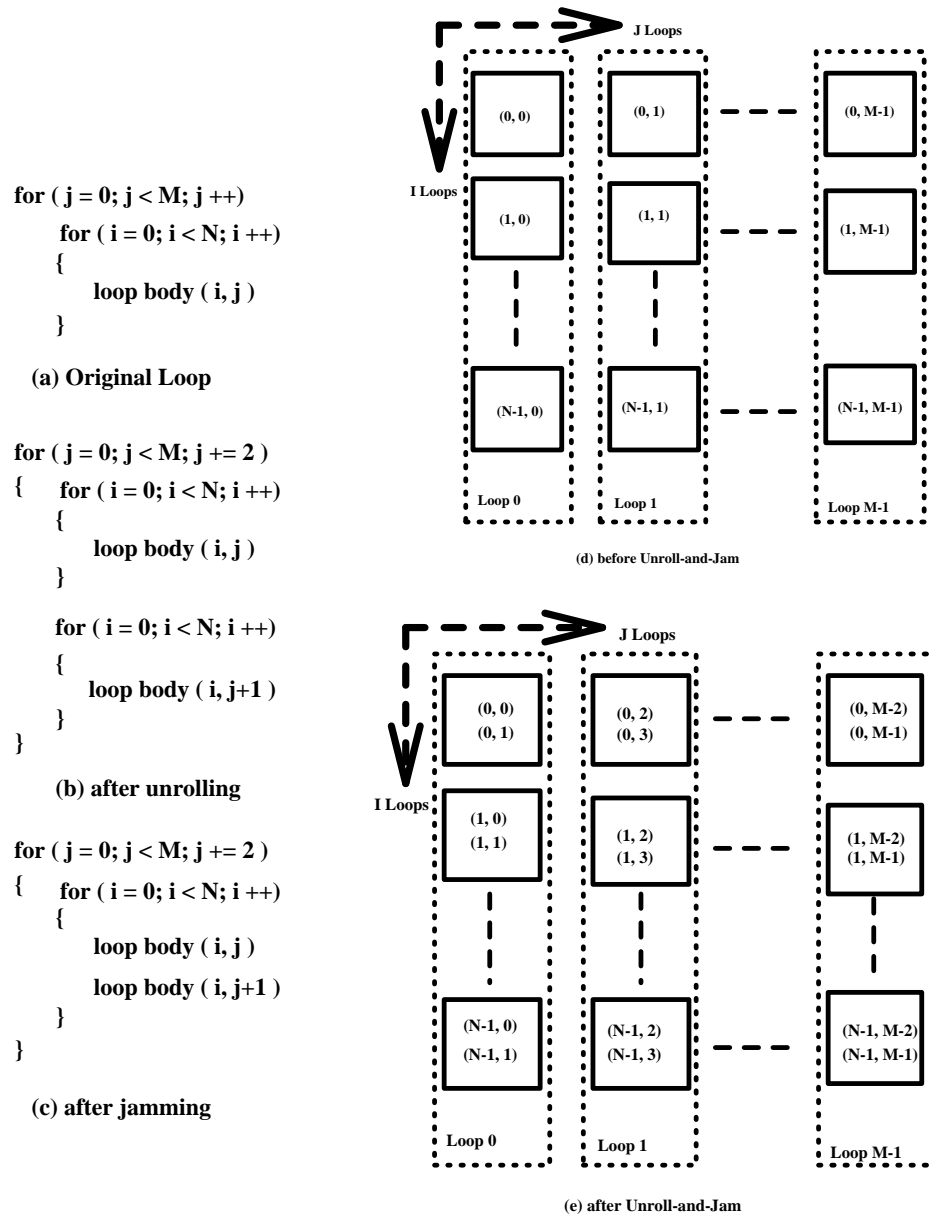 for ( j = 0; j < M; j ++)
for ( i = 0; i < N; i ++)
{
loop body ( i, j )
}
(a) Original Loop
for ( j = 0; j < M; j += 2 )
{ for ( i = 0; i < N; i ++)
{
loop body ( i, j )
}
for ( i = 0; i < N; i ++)
{
loop body ( i, j+1 )
}
}
(b) after unrolling
for ( j = 0; j < M; j += 2 )
{ for ( i = 0; i < N; i ++)
{
loop body ( i, j )
loop body ( i, j+1 )
}
}
(c) after jamming
J Loops
I Loops
(0, 0) (0, 1) (0, M-1)
(1, 0) (1, 1) (1, M-1)
(N-1, 0) (N-1, 1) (N-1, M-1)
Loop 0 Loop 1 Loop M-1
(d) before Unroll-and-Jam
J Loops
I Loops
(0, 0) (0, 2) (0, M-2)
(0, 1) (0, 3) (0, M-1)
(1, 0) (1, 2) (1, M-2)
(1, 1) (1, 3) (1, M-1)
(N-1, 0) (N-1, 2) (N-1, M-2)
(N-1, 1) (N-1, 3) (N-1, M-1)
Loop 0 Loop 1 Loop M-1
(e) after Unroll-and-Jam